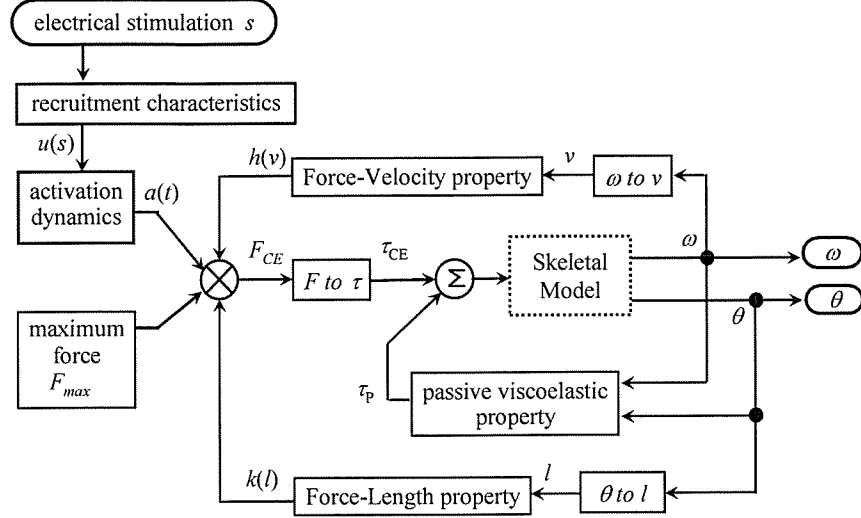 electrical stimulation s
recruitment characteristics
u(s)
activation
dynamics
a(t)
h(v)
Force-Velocity property
v
ω to v
ω
F_CE
F to τ
τ_CE
Σ
Skeletal
Model
ω
θ
θ
maximum
force
F_max
τ_P
passive viscoelastic
property
k(l)
Force-Length property
l
θ to l